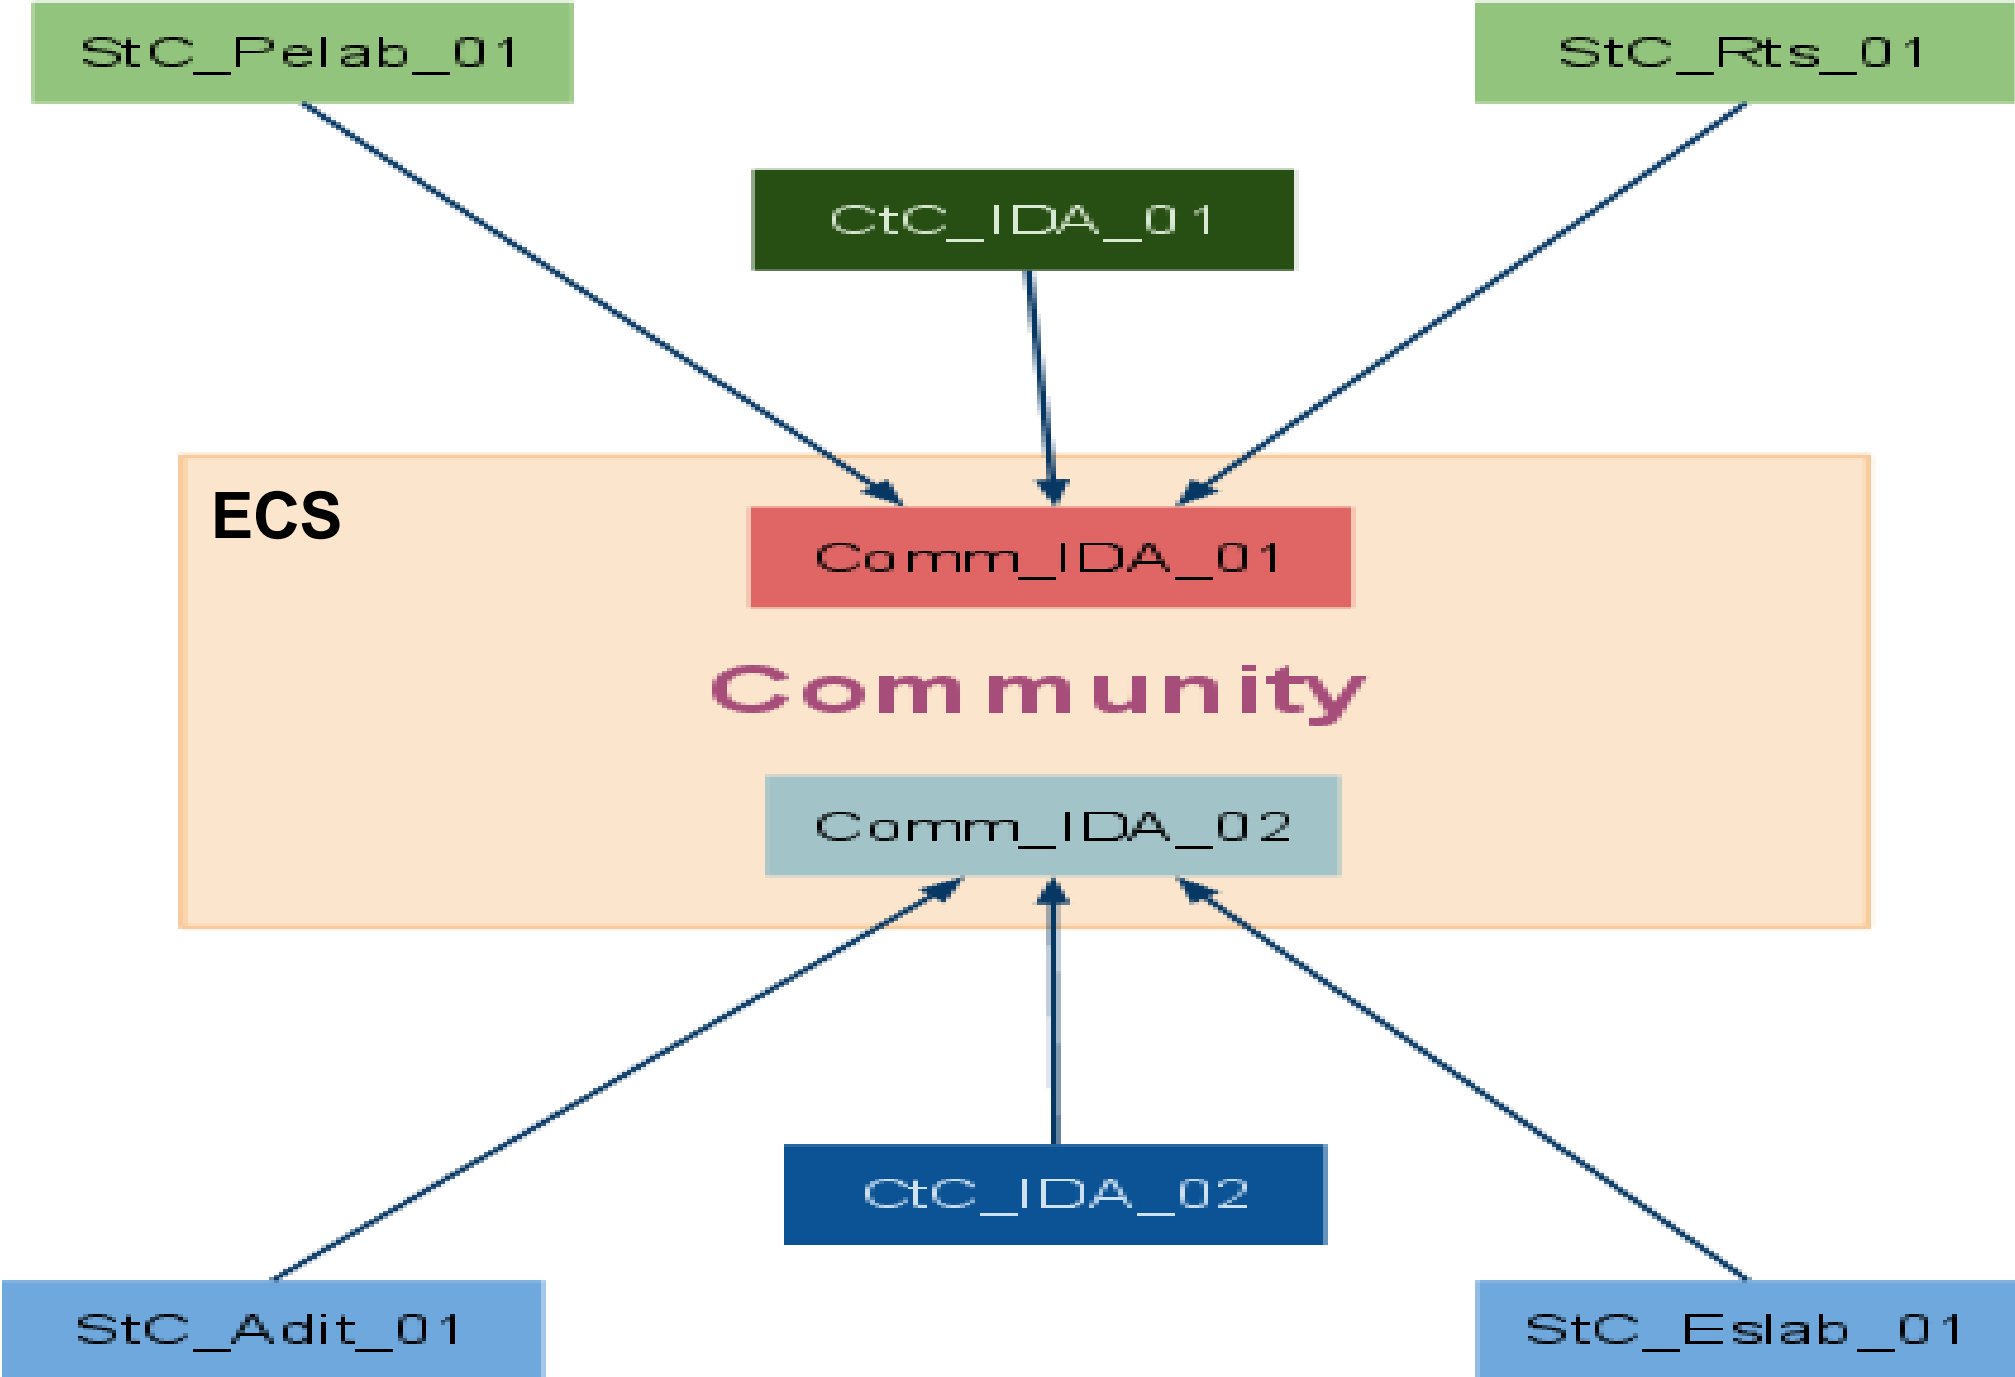 StC_Pelab_01
StC_Rts_01
CtC_IDA_01
ECS
Comm_IDA_01
Community
Comm_IDA_02
CtC_IDA_02
StC_Adit_01
StC_Eslab_01